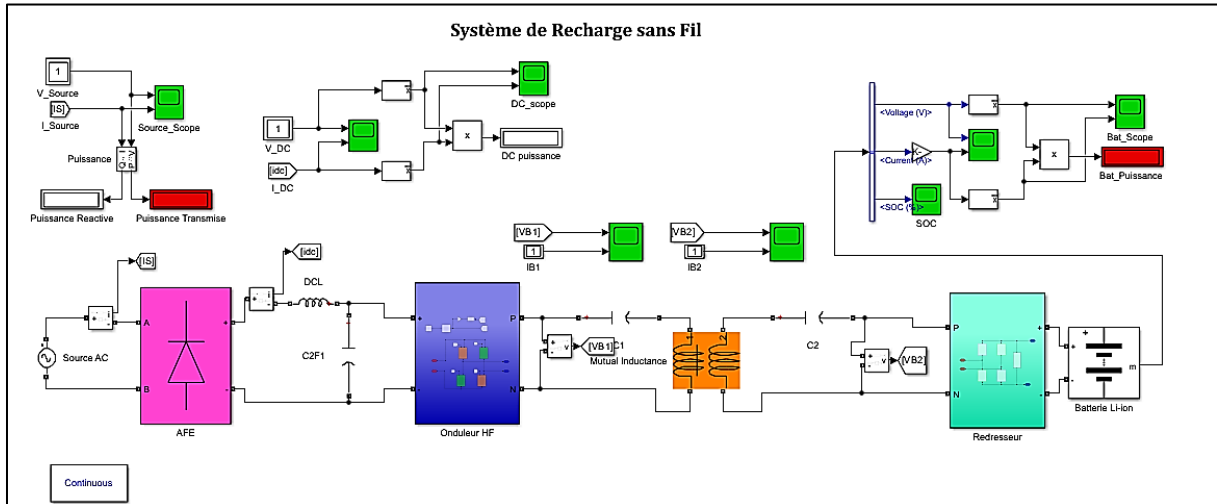 Système de Recharge sans Fil
1
V_Source
[IS]
I_Source
Source_Scope
Puissance
Puissance Reactive
Puissance Transmise
1
V_DC
[idc]
I_DC
x
DC_scope
DC puissance
<Voltage (V)>
<Current (A)>
K-
<SOC (%)>
SOC
x
Bat_Scope
Bat_Puissance
[VB1]
1
IB1
[VB2]
1
IB2
[IS]
[idc]
DCL
Source AC
A
B
+
-
AFE
C2F1
+
-
P
N
Onduleur HF
v
[VB1]
C1
Mutual Inductance
1
2
C2
v
[VB2]
P
N
+
-
Redresseur
+
-
m
Batterie Li-ion
Continuous